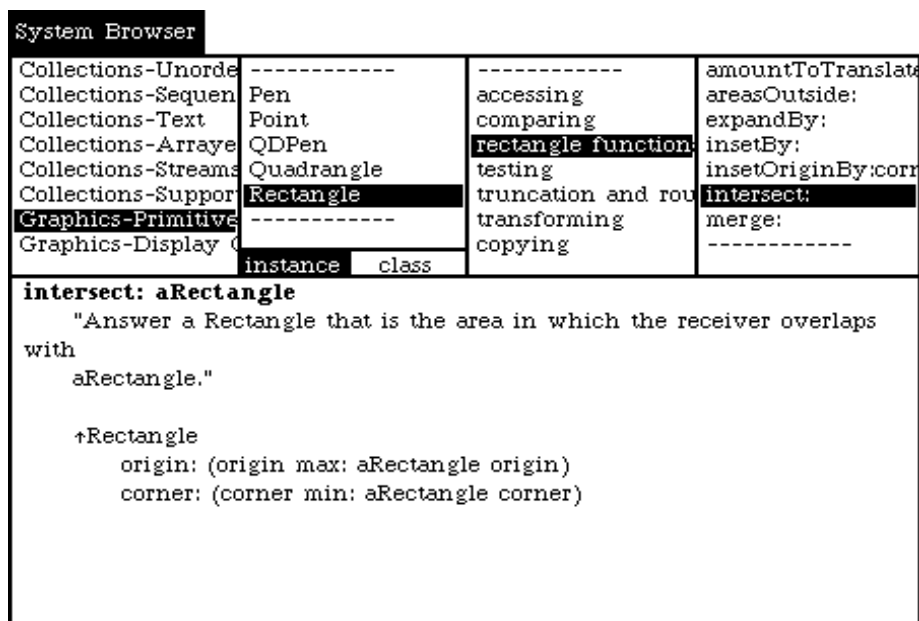 System Browser
Collections-Unorde
Collections-Sequen
Collections-Text
Collections-Arraye
Collections-Streams
Collections-Suppor
Graphics-Primitive
Graphics-Display
------------
Pen
Point
QDPen
Quadrangle
Rectangle
------------
instance class
------------
accessing
comparing
rectangle function
testing
truncation and rou
transforming
copying
amountToTranslate
areasOutside:
expandBy:
insetBy:
insetOriginBy:corr
intersect:
merge:
------------
intersect: aRectangle
"Answer a Rectangle that is the area in which the receiver overlaps
with
aRectangle."
↑Rectangle
origin: (origin max: aRectangle origin)
corner: (corner min: aRectangle corner)